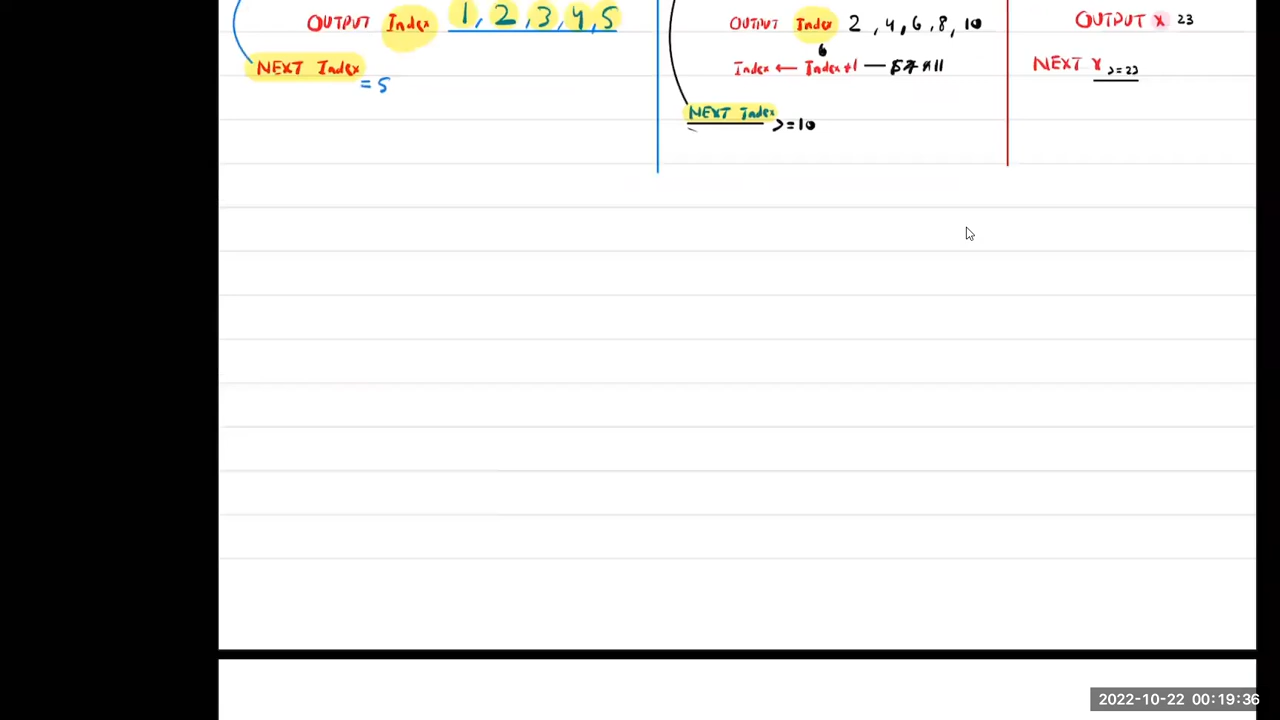 OUTPUT Index 1, 2, 3, 4, 5
NEXT Index
= 5
OUTPUT Index 2, 4, 6, 8, 10
6
Index ← Index+1 — 11
NEXT Index >=10
OUTPUT X 23
NEXT X >=23
2022-10-22 00:19:36